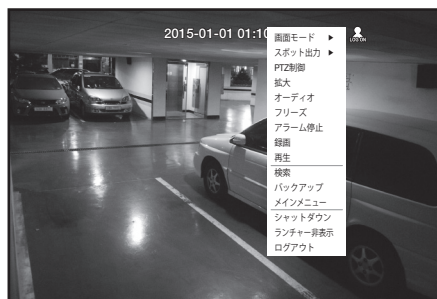 2015-01-01 01:10
LOG ON
画面モード ▶
スポット出力 ▶
PTZ制御
拡大
オーディオ
フリーズ
アラーム停止
録画
再生
検索
バックアップ
メインメニュー
シャットダウン
ランチャー非表示
ログアウト